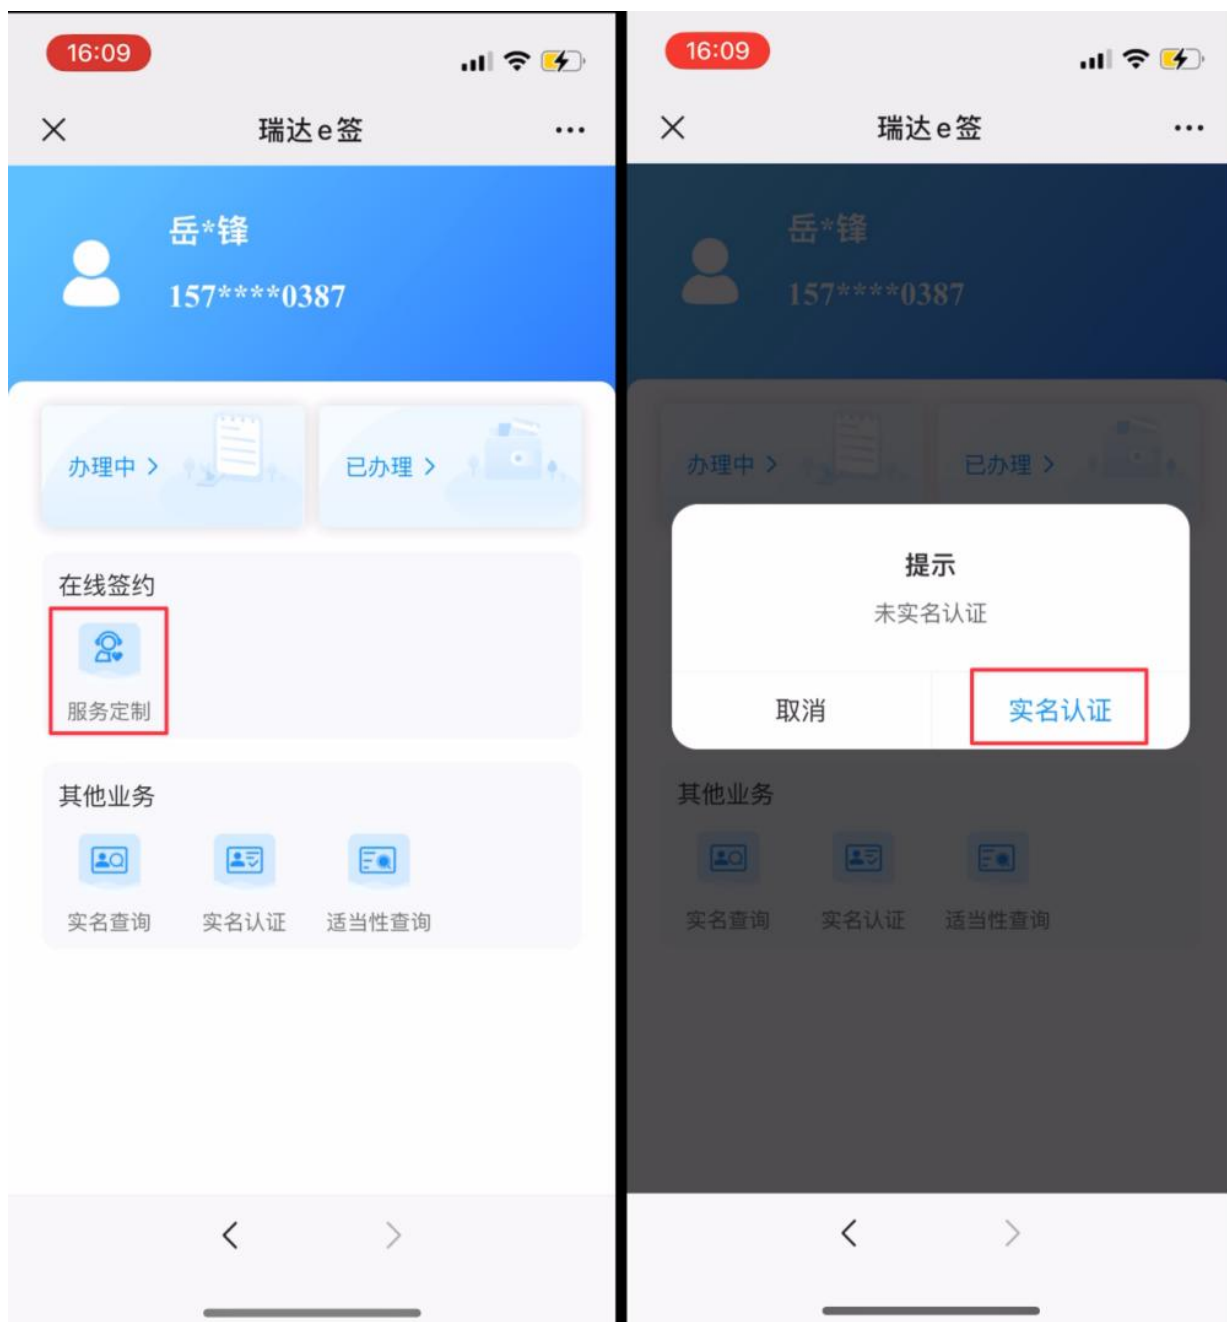 16:09
瑞达e签
岳*锋
157****0387
办理中 >
已办理 >
在线签约
服务定制
其他业务
实名查询
实名认证
适当性查询
16:09
瑞达e签
岳*锋
157****0387
办理中 >
已办理 >
提示
未实名认证
取消
实名认证
其他业务
实名查询
实名认证
适当性查询